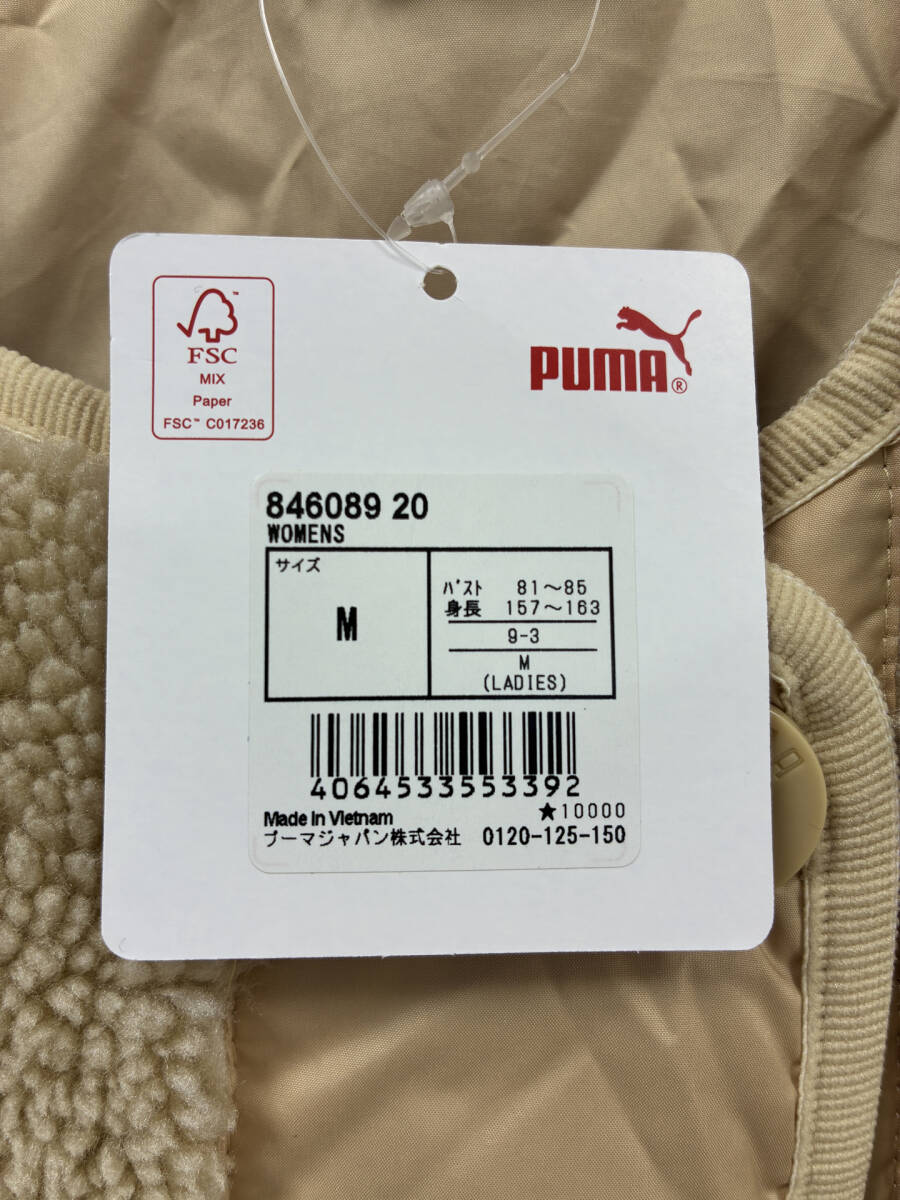 FSC
MIX
Paper
FSC™ C017236
PUMA®
846089 20
WOMENS
サイズ
M
バスト 81～85
身長 157～163
9-3
M
(LADIES)
4064533553392
★10000
Made in Vietnam
プーマジャパン株式会社 0120-125-150